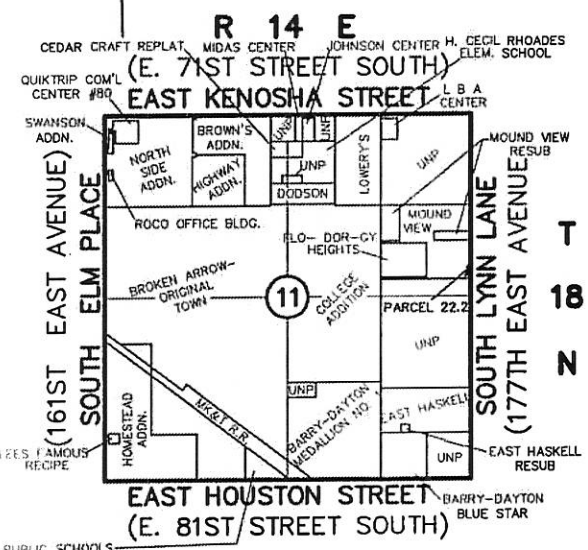 R 14 E
CEDAR CRAFT REPLAT
MIDAS CENTER
JOHNSON CENTER
H. CECIL RHOADES
ELEM. SCHOOL
(E. 71ST STREET SOUTH)
QUIKTRIP COM'L
CENTER #80
EAST KENOSHA STREET
L B A
CENTER
SWANSON
ADDN.
NORTH
SIDE
ADDN.
BROWN'S
ADDN.
HIGHWAY
ADDN.
UNP
UNP
UNP
DODSON
LOWERY'S
UNP
MOUND VIEW
RESUB
MOUND
VIEW
ROCO OFFICE BLDG.
FLO-DOR-CY
HEIGHTS
SOUTH ELM PLACE
(161ST EAST AVENUE)
BROKEN ARROW-
ORIGINAL
TOWN
11
COLLEGE
ADDITION
PARCEL 22.2
SOUTH LYNN LANE
(177TH EAST AVENUE)
T
18
N
UNP
MK&T R.R.
UNP
HOMESTEAD
ADDN.
BARRY-DAYTON
MEDALLION NO. 1
EAST HASKELL
FAMOUS
RECIPE
UNP
EAST HASKELL
RESUB
EAST HOUSTON STREET
(E. 81ST STREET SOUTH)
BARRY-DAYTON
BLUE STAR
PUBLIC SCHOOLS